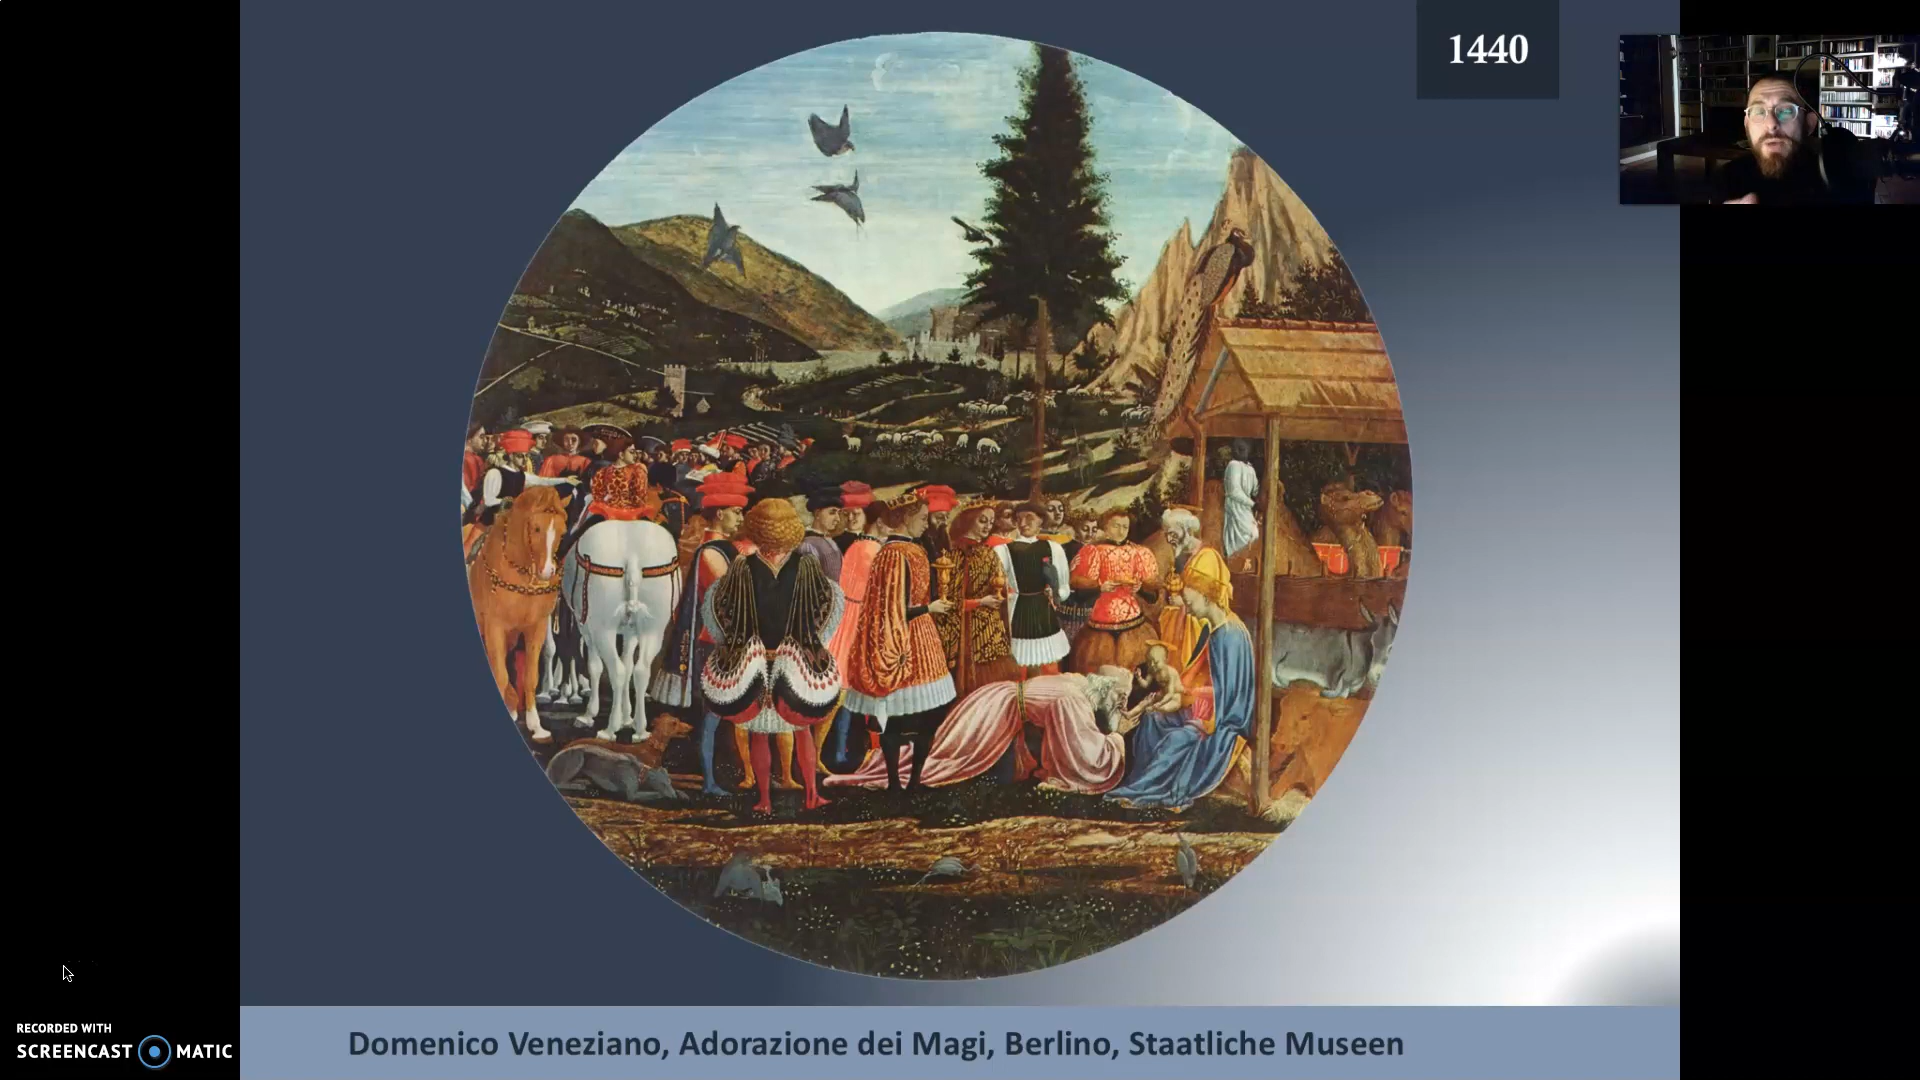 1440
RECORDED WITH
SCREENCAST MATIC
Domenico Veneziano, Adorazione dei Magi, Berlino, Staatliche Museen